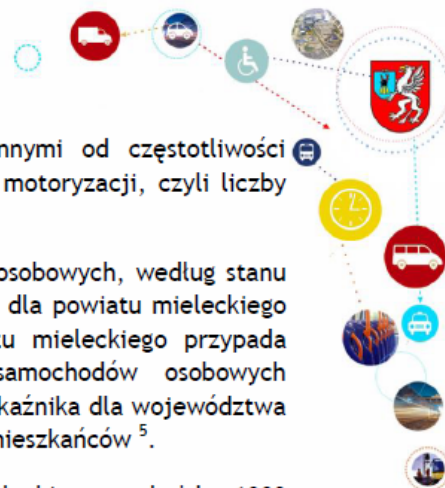 nnymi od częstotliwości
motoryzacji, czyli liczby
osobowych, według stanu
dla powiatu mieleckiego
u mieleckiego przypada
samochodów osobowych
kaźnika dla województwa
nieszkańców 5.